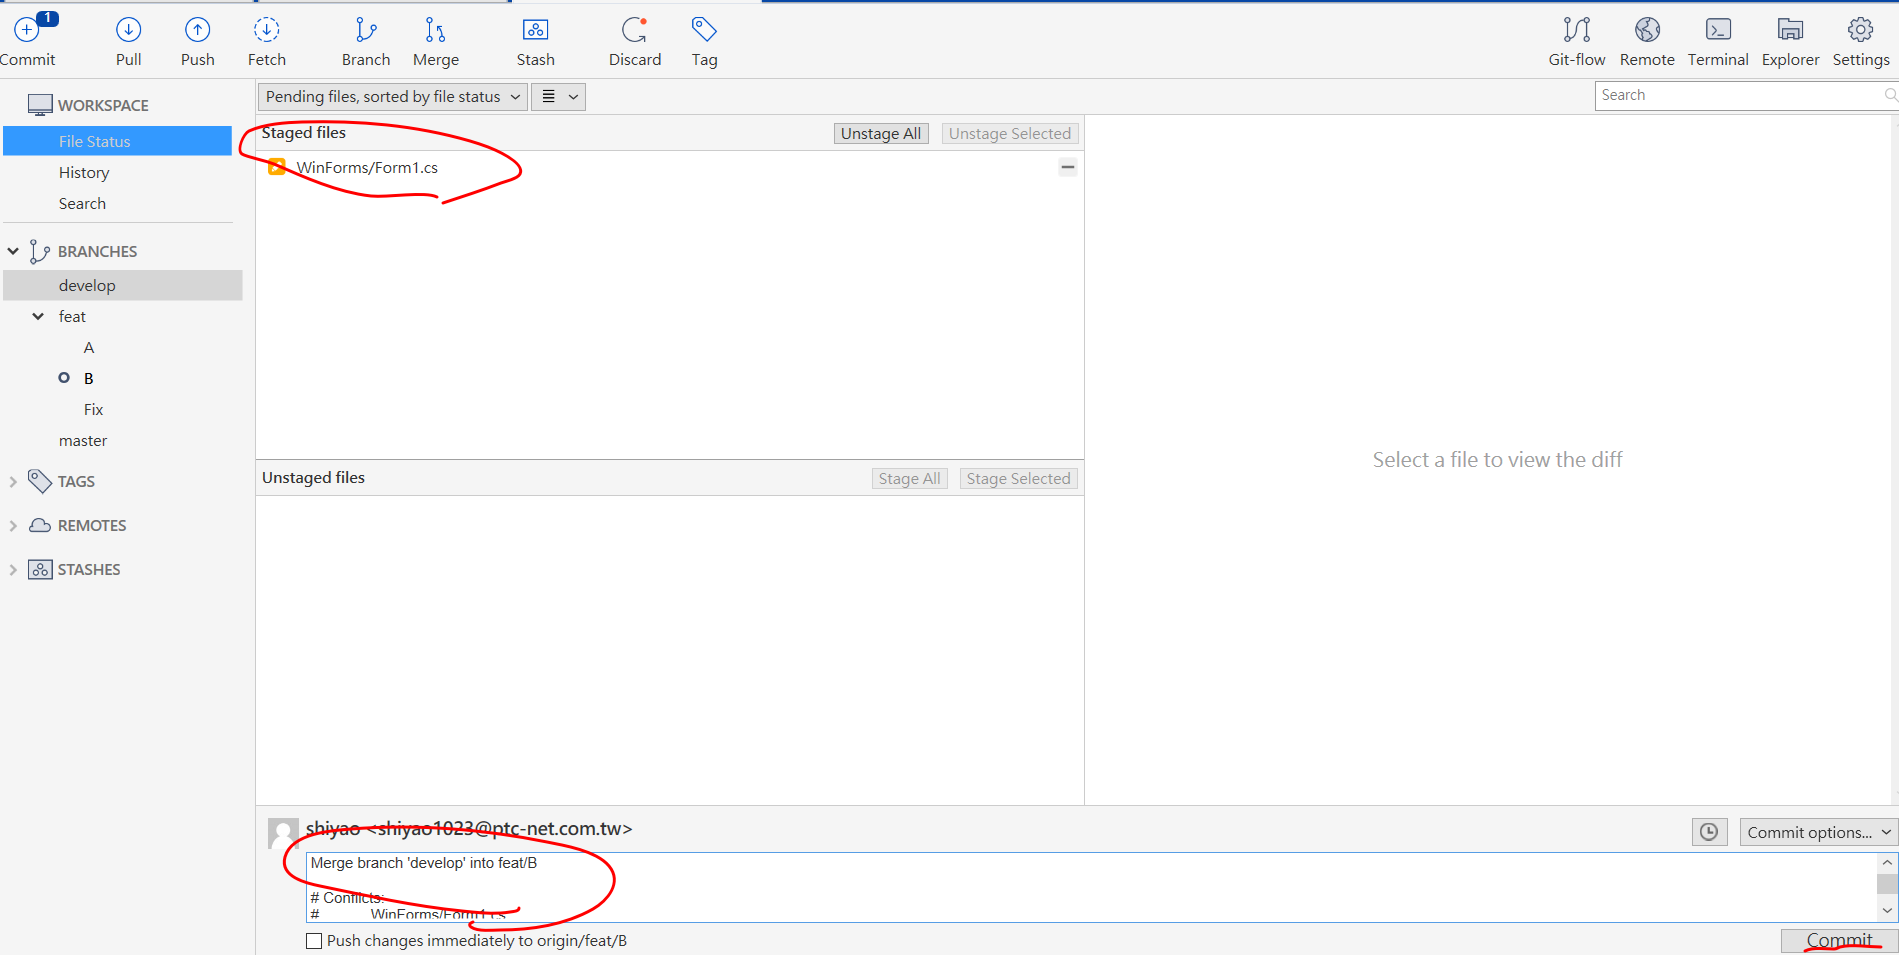 1
Commit Pull Push Fetch Branch Merge Stash Discard Tag Git-flow Remote Terminal Explorer Settings
Pending files, sorted by file status
Search
WORKSPACE
File Status
History
Search
BRANCHES
develop
feat
A
B
Fix
master
TAGS
REMOTES
STASHES
Staged files
Unstage All
Unstage Selected
WinForms/Form1.cs
Unstaged files
Stage All
Stage Selected
Select a file to view the diff
shiyao <shiyao1023@ptc-net.com.tw>
Commit options...
Merge branch 'develop' into feat/B
# Conflicts:
# WinForms/Form1.cs
Push changes immediately to origin/feat/B
Commit